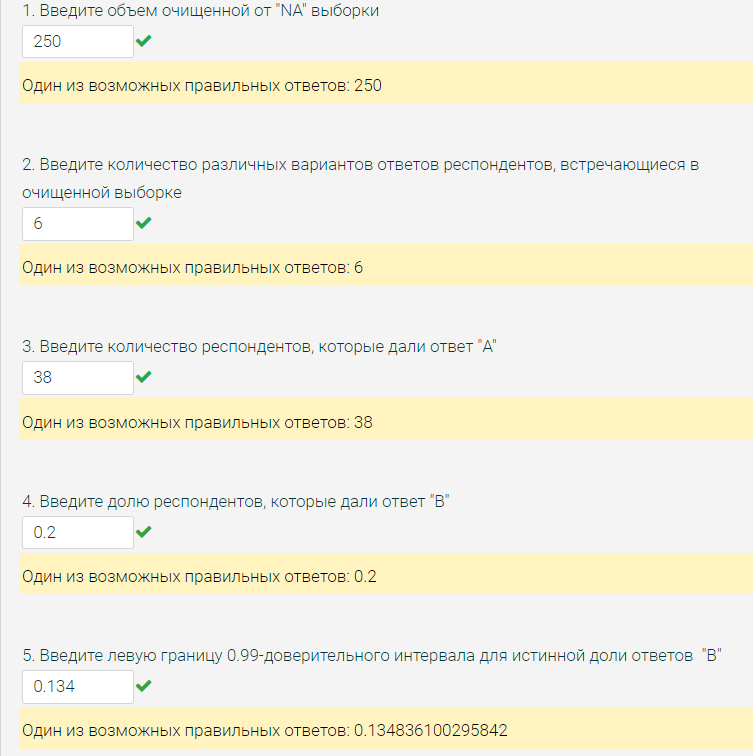 1. Введите объем очищенной от "NA" выборки
250
Один из возможных правильных ответов: 250
2. Введите количество различных вариантов ответов респондентов, встречающиеся в
очищенной выборке
6
Один из возможных правильных ответов: 6
3. Введите количество респондентов, которые дали ответ "A"
38
Один из возможных правильных ответов: 38
4. Введите долю респондентов, которые дали ответ "B"
0.2
Один из возможных правильных ответов: 0.2
5. Введите левую границу 0.99-доверительного интервала для истинной доли ответов "B"
0.134
Один из возможных правильных ответов: 0.134836100295842